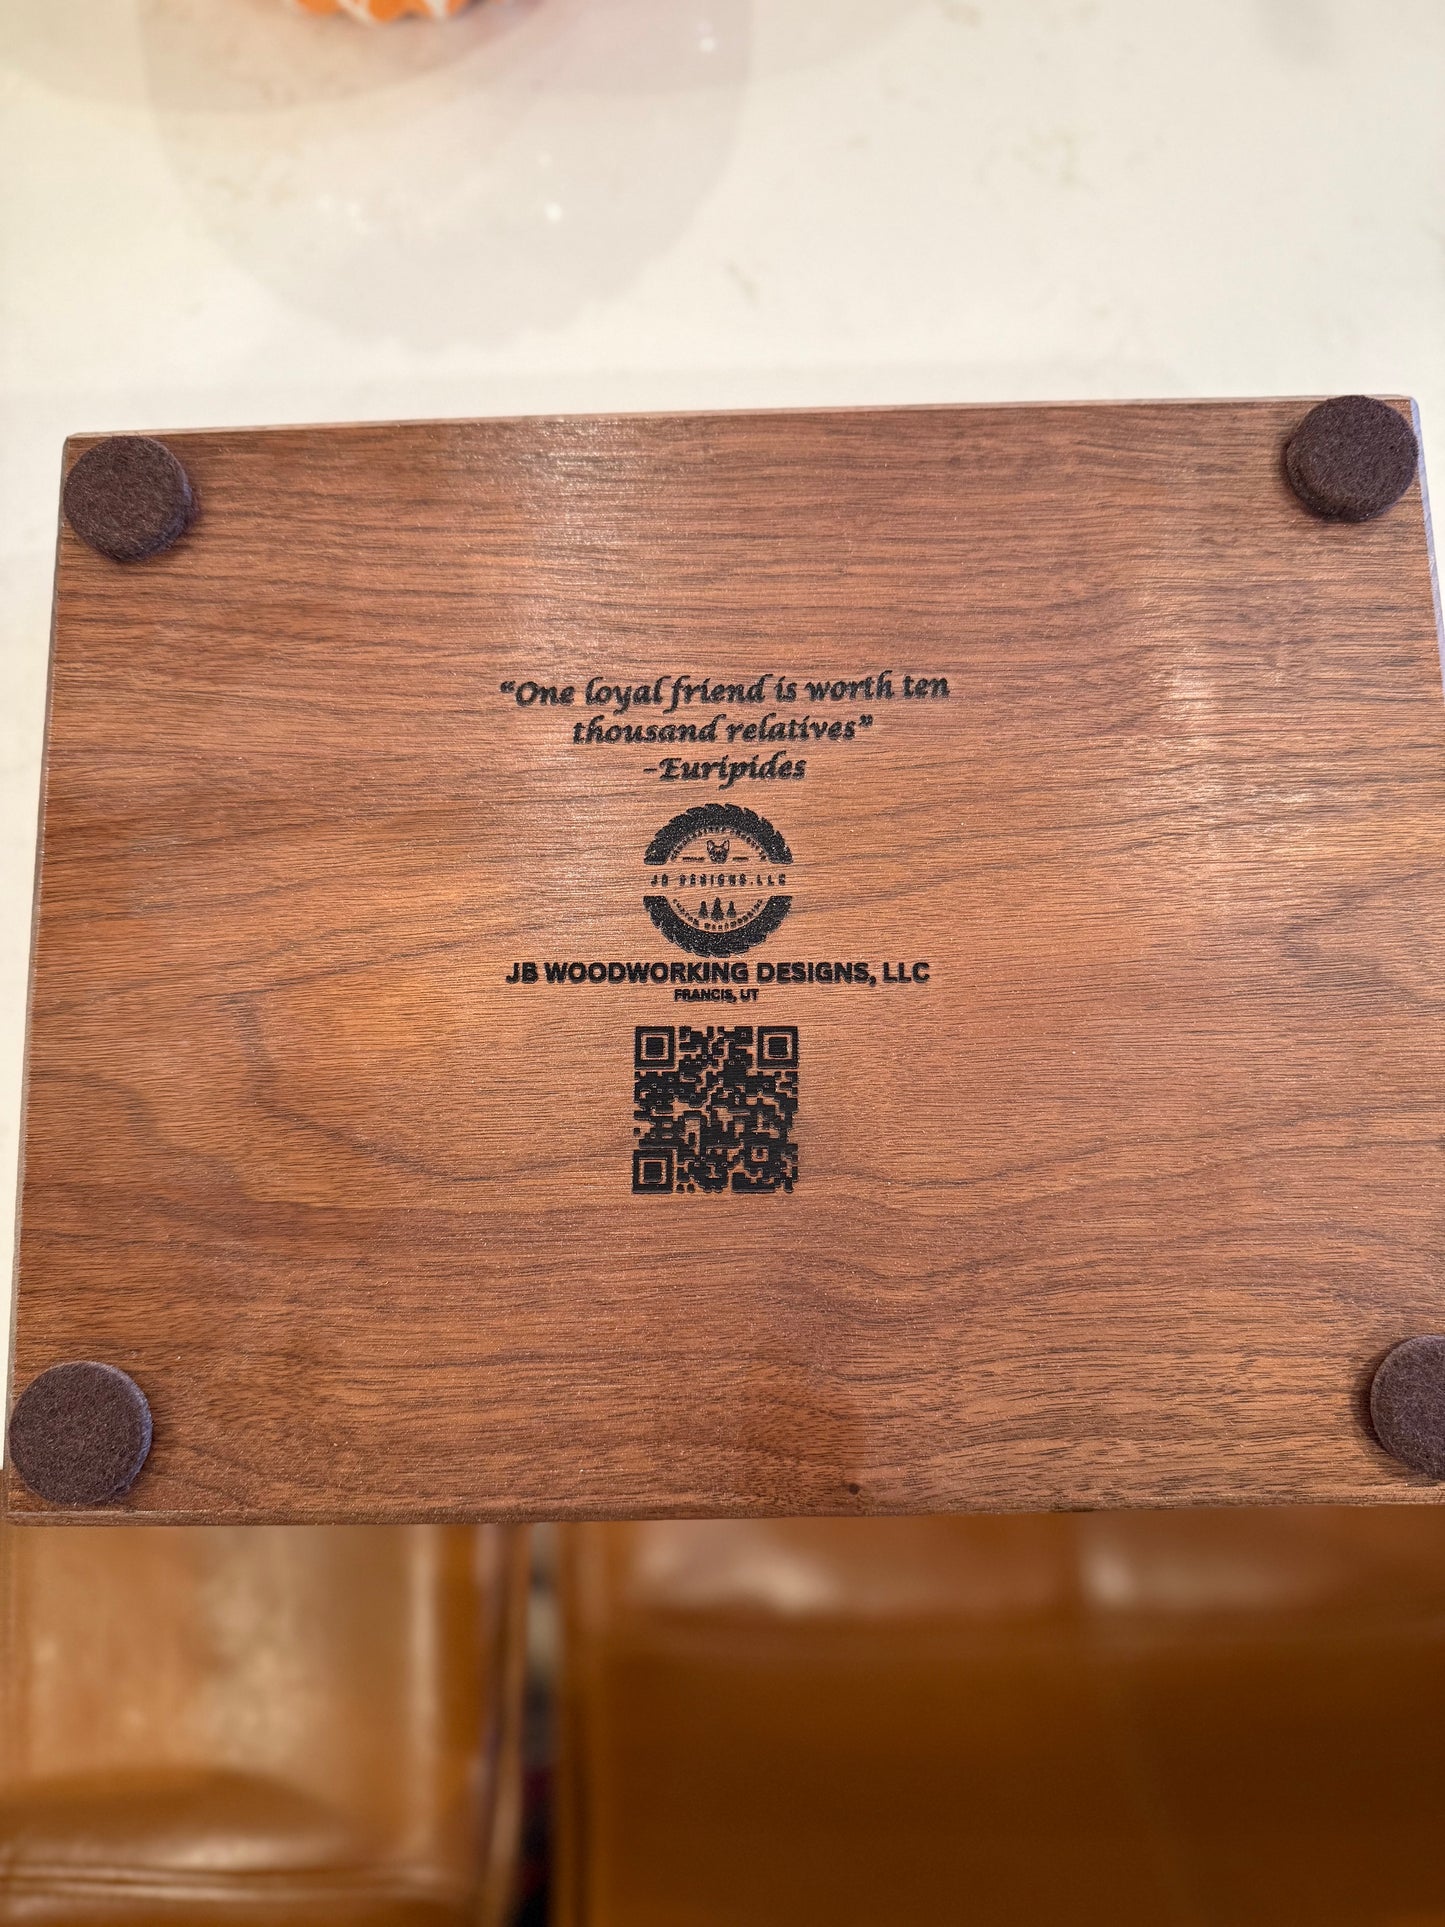 “One loyal friend is worth ten
thousand relatives”
-Euripides
JB DESIGNS.LLC
JB WOODWORKING DESIGNS, LLC
FRANCIS, UT